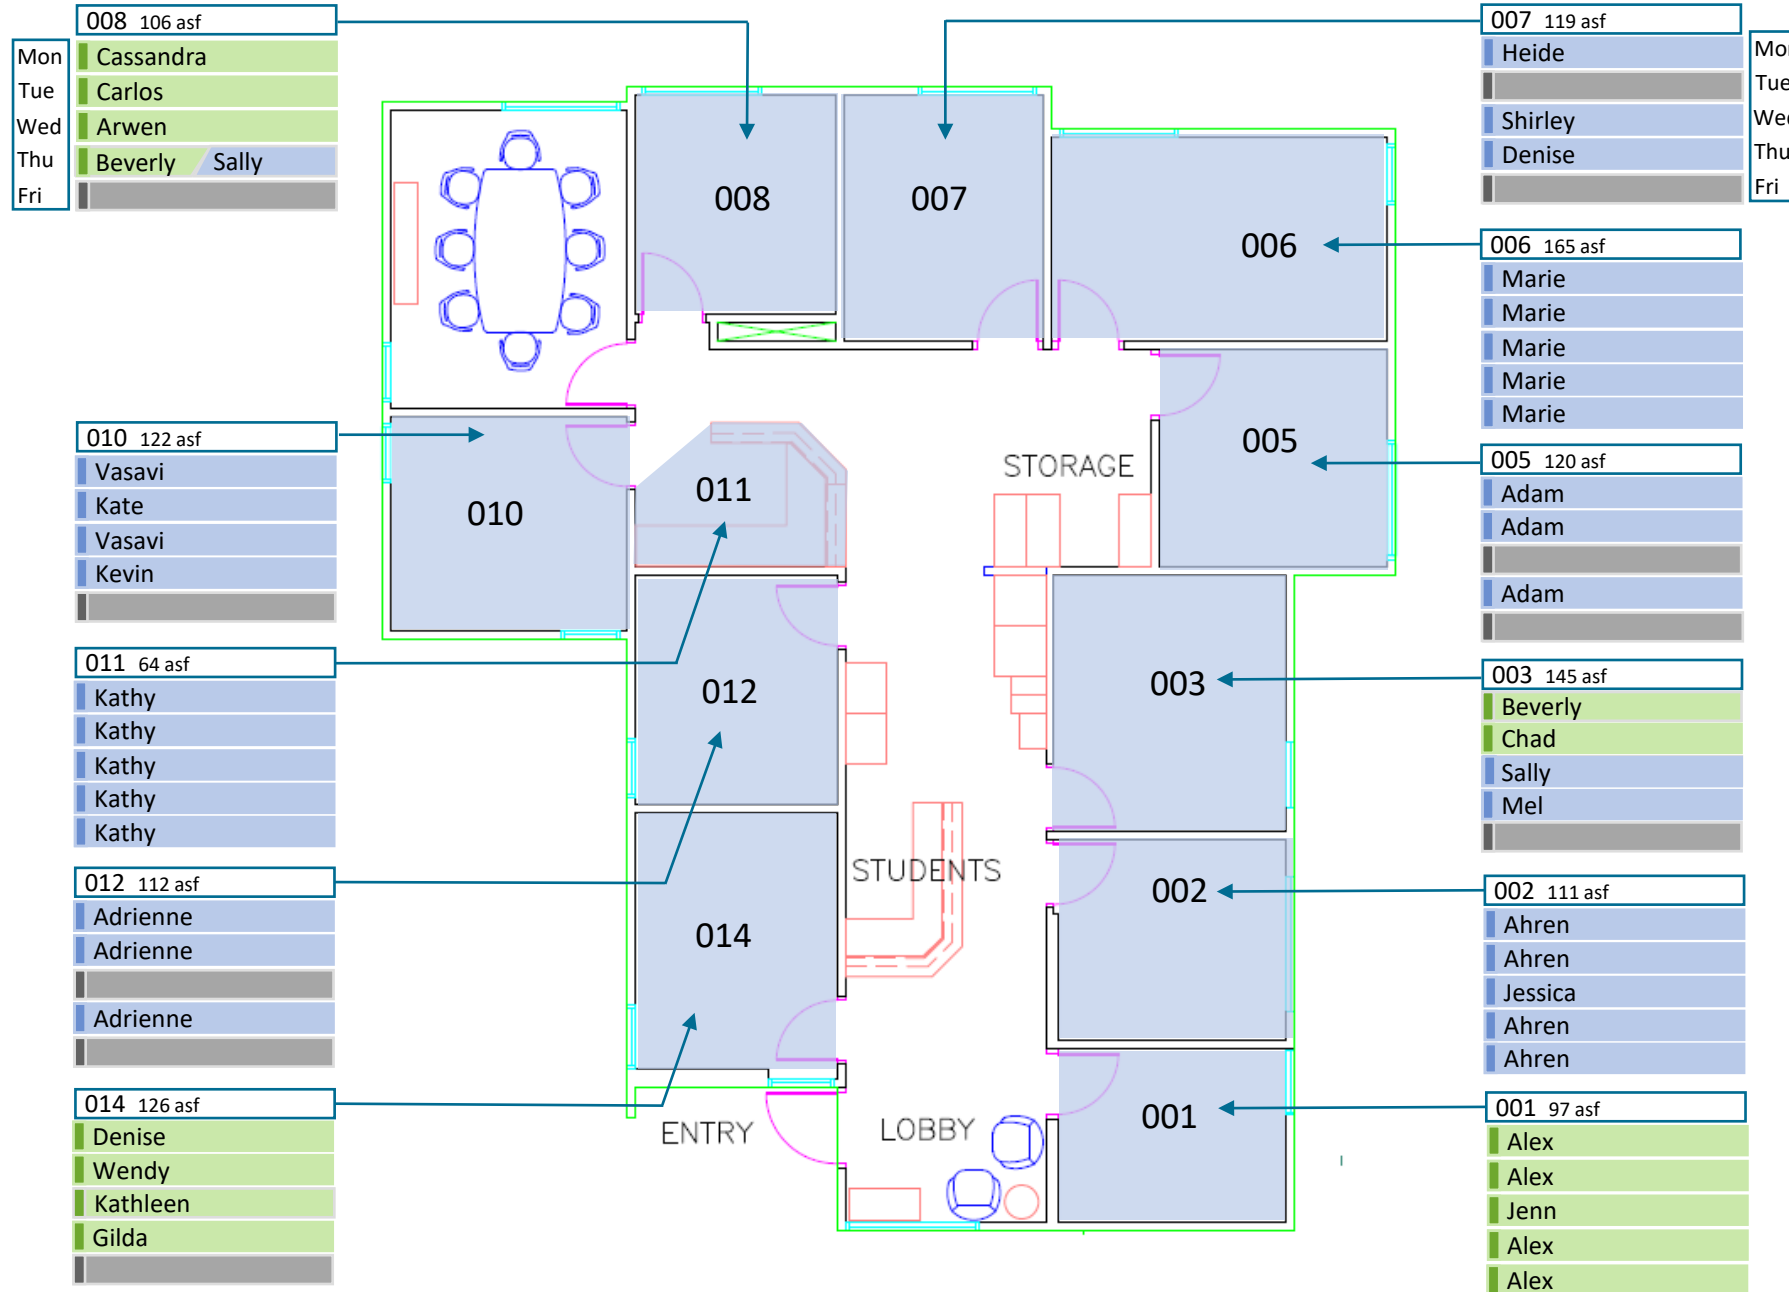 008 106 asf
Mon
Tue
Wed
Thu
Fri
Cassandra
Carlos
Arwen
Beverly Sally
007 119 asf
Heide
Shirley
Denise
Mon
Tue
Wed
Thu
Fri
006 165 asf
Marie
Marie
Marie
Marie
Marie
005 120 asf
Adam
Adam
Adam
003 145 asf
Beverly
Chad
Sally
Mel
002 111 asf
Ahren
Ahren
Jessica
Ahren
Ahren
001 97 asf
Alex
Alex
Jenn
Alex
Alex
010 122 asf
Vasavi
Kate
Vasavi
Kevin
011 64 asf
Kathy
Kathy
Kathy
Kathy
Kathy
012 112 asf
Adrienne
Adrienne
Adrienne
014 126 asf
Denise
Wendy
Kathleen
Gilda
008
007
006
005
STORAGE
011
010
012
003
STUDENTS
002
014
001
ENTRY
LOBBY